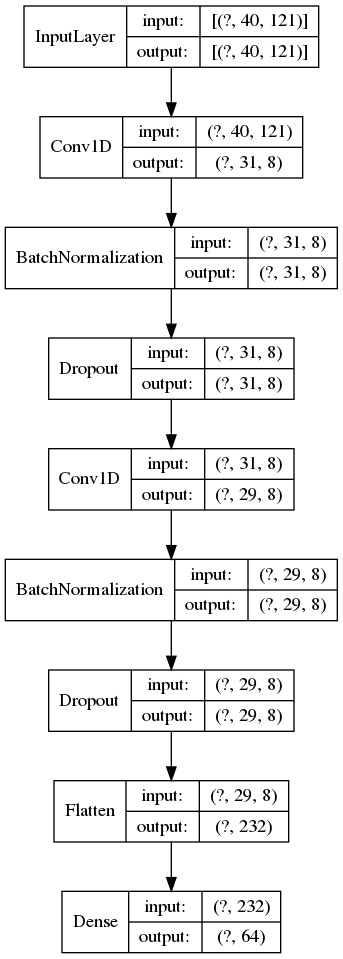 InputLayer
input: [(?, 40, 121)]
output: [(?, 40, 121)]
Conv1D
input: (?, 40, 121)
output: (?, 31, 8)
BatchNormalization
input: (?, 31, 8)
output: (?, 31, 8)
Dropout
input: (?, 31, 8)
output: (?, 31, 8)
Conv1D
input: (?, 31, 8)
output: (?, 29, 8)
BatchNormalization
input: (?, 29, 8)
output: (?, 29, 8)
Dropout
input: (?, 29, 8)
output: (?, 29, 8)
Flatten
input: (?, 29, 8)
output: (?, 232)
Dense
input: (?, 232)
output: (?, 64)